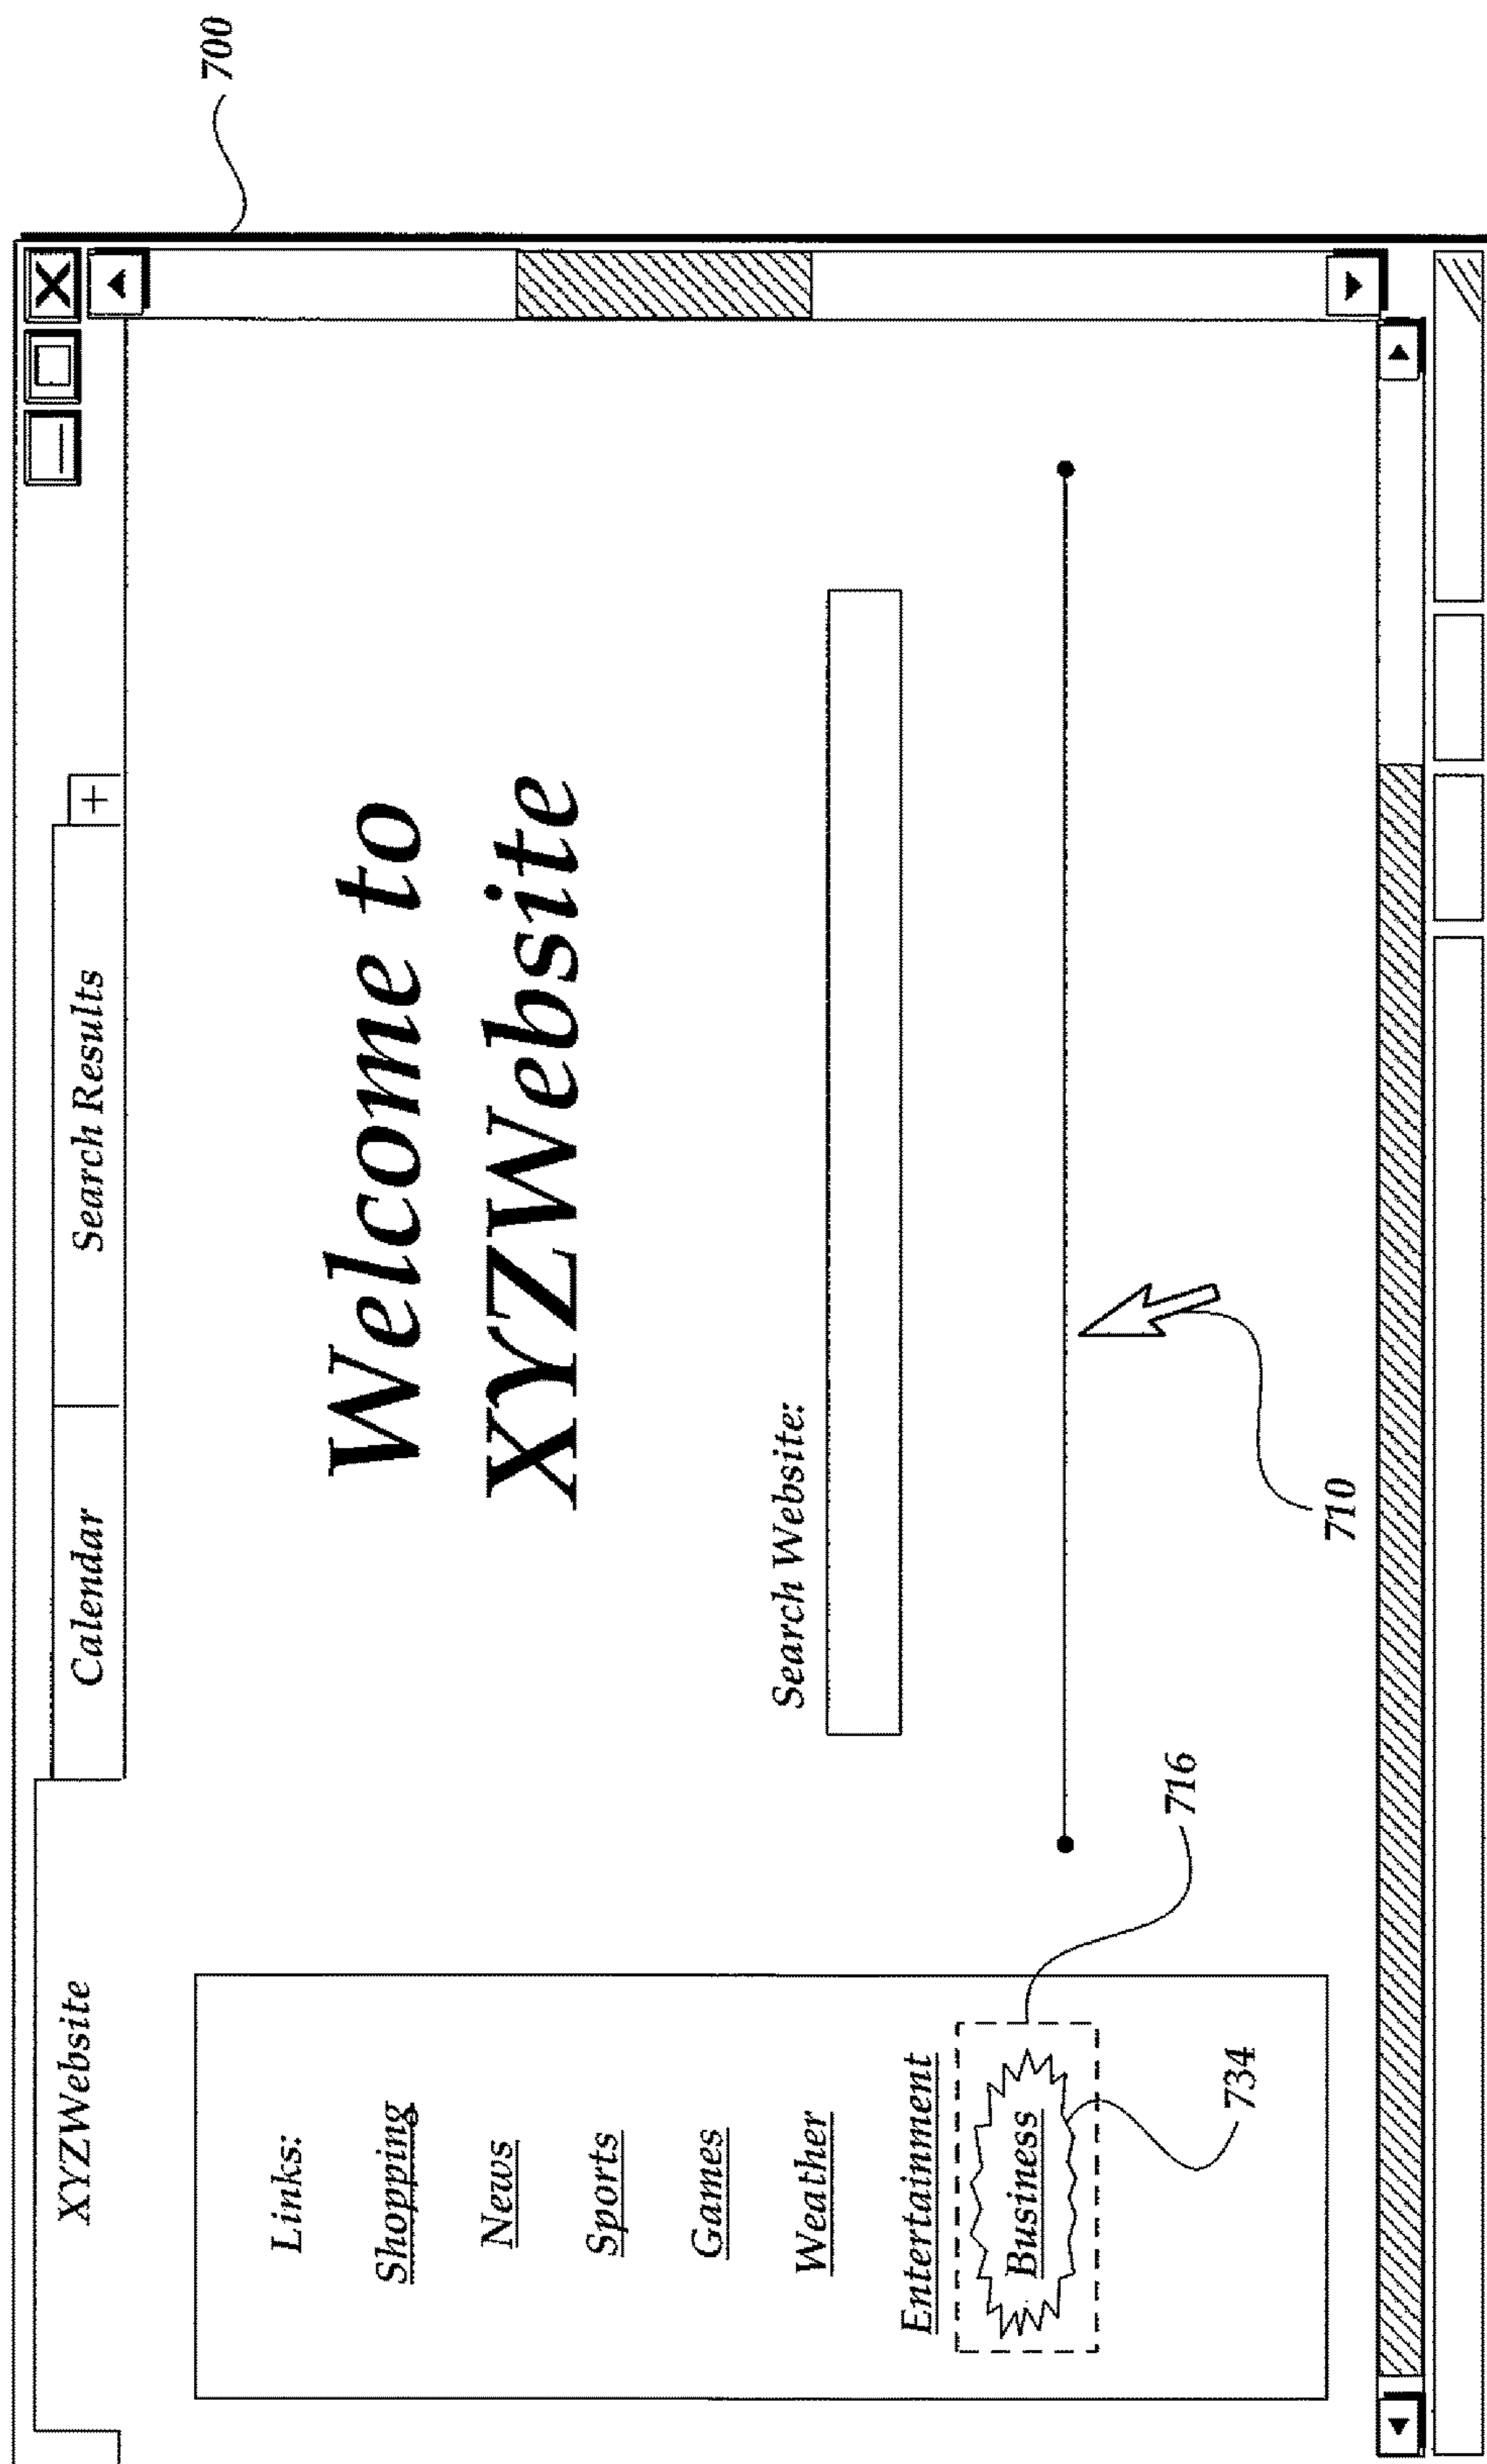 700
XYZWebsite
Calendar
Search Results
+
Links:
Shopping
News
Sports
Games
Weather
Entertainment
Business
Welcome to
XYZWebsite
Search Website:
716
734
710